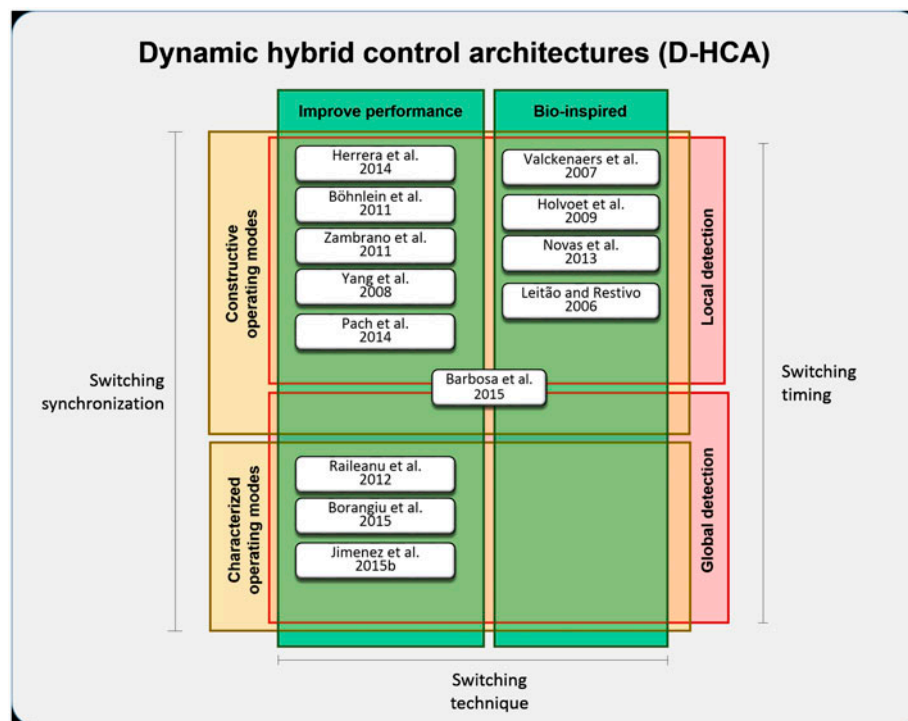 Dynamic hybrid control architectures (D-HCA)
Improve performance
Bio-inspired
Constructive
operating modes
Herrera et al.
2014
Böhnlein et al.
2011
Zambrano et al.
2011
Yang et al.
2008
Pach et al.
2014
Valckenaers et al.
2007
Holvoet et al.
2009
Novas et al.
2013
Leitão and Restivo
2006
Local detection
Barbosa et al.
2015
Switching
synchronization
Switching
timing
Characterized
operating modes
Raileanu et al.
2012
Borangiu et al.
2015
Jimenez et al.
2015b
Global detection
Switching
technique